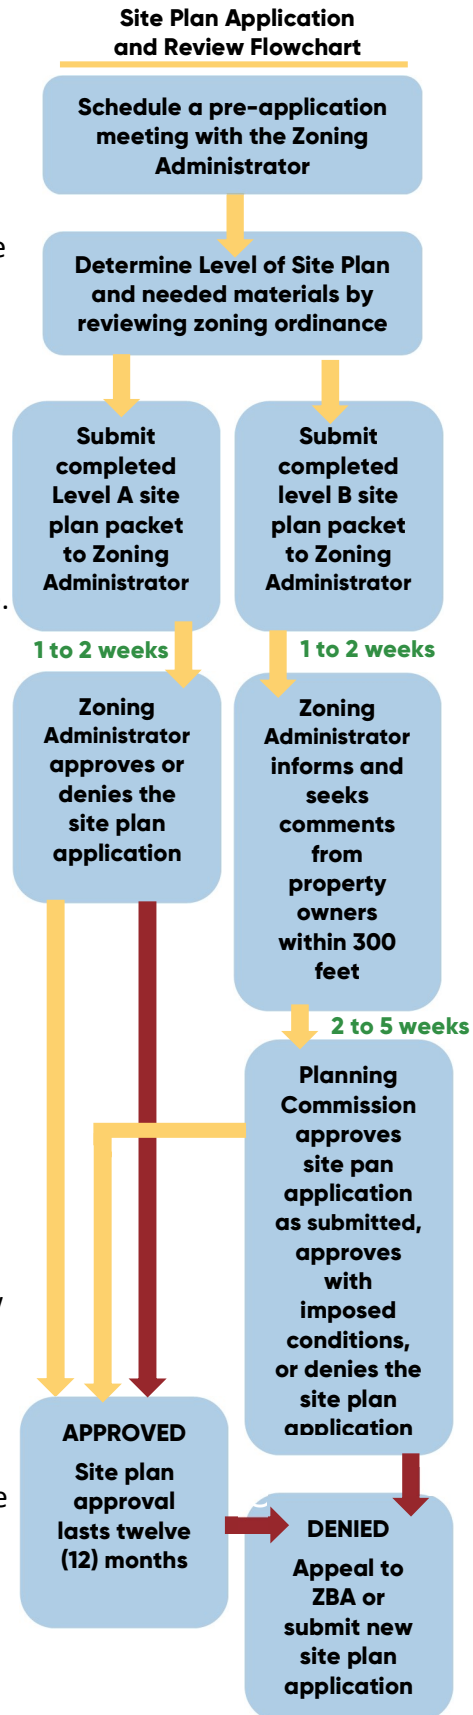 Site Plan Application
and Review Flowchart
Schedule a pre-application
meeting with the Zoning
Administrator
e
Determine Level of Site Plan
and needed materials by
reviewing zoning ordinance
Submit
completed
Level A site
plan packet
to Zoning
Administrator
Submit
completed
level B site
plan packet
to Zoning
Administrator
.
1 to 2 weeks
1 to 2 weeks
Zoning
Administrator
approves or
denies the
site plan
application
Zoning
Administrator
informs and
seeks
comments
from
property
owners
within 300
feet
2 to 5 weeks
Planning
Commission
approves
site pan
application
as submitted,
approves
with
imposed
conditions,
or denies the
site plan
application
APPROVED
Site plan
approval
lasts twelve
(12) months
e
DENIED
Appeal to
ZBA or
submit new
site plan
application